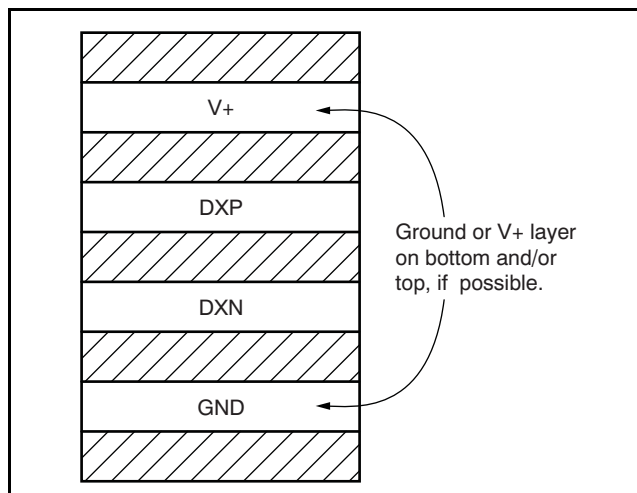 V+
DXP
DXN
GND
Ground or V+ layer
on bottom and/or
top, if possible.